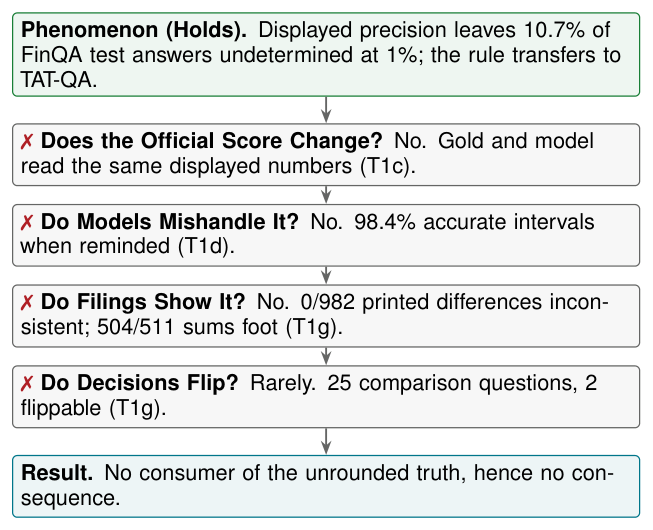 Phenomenon (Holds). Displayed precision leaves 10.7% of
FinQA test answers undetermined at 1%; the rule transfers to
TAT-QA.
✗ Does the Official Score Change? No. Gold and model
read the same displayed numbers (T1c).
✗ Do Models Mishandle It? No. 98.4% accurate intervals
when reminded (T1d).
✗ Do Filings Show It? No. 0/982 printed differences incon-
sistent; 504/511 sums foot (T1g).
✗ Do Decisions Flip? Rarely. 25 comparison questions, 2
flippable (T1g).
Result. No consumer of the unrounded truth, hence no con-
sequence.